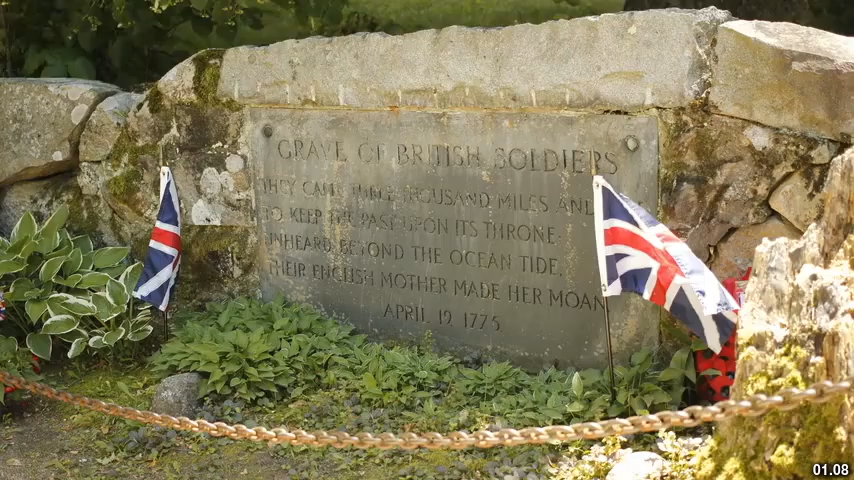 GRAVE OF BRITISH SOLDIERS
THEY CAME THREE THOUSAND MILES AND
TO KEEP THE PAST UPON ITS THRONE:
UNHEARD, BEYOND THE OCEAN TIDE,
THEIR ENGLISH MOTHER MADE HER MOAN
APRIL 19, 1775
01.08